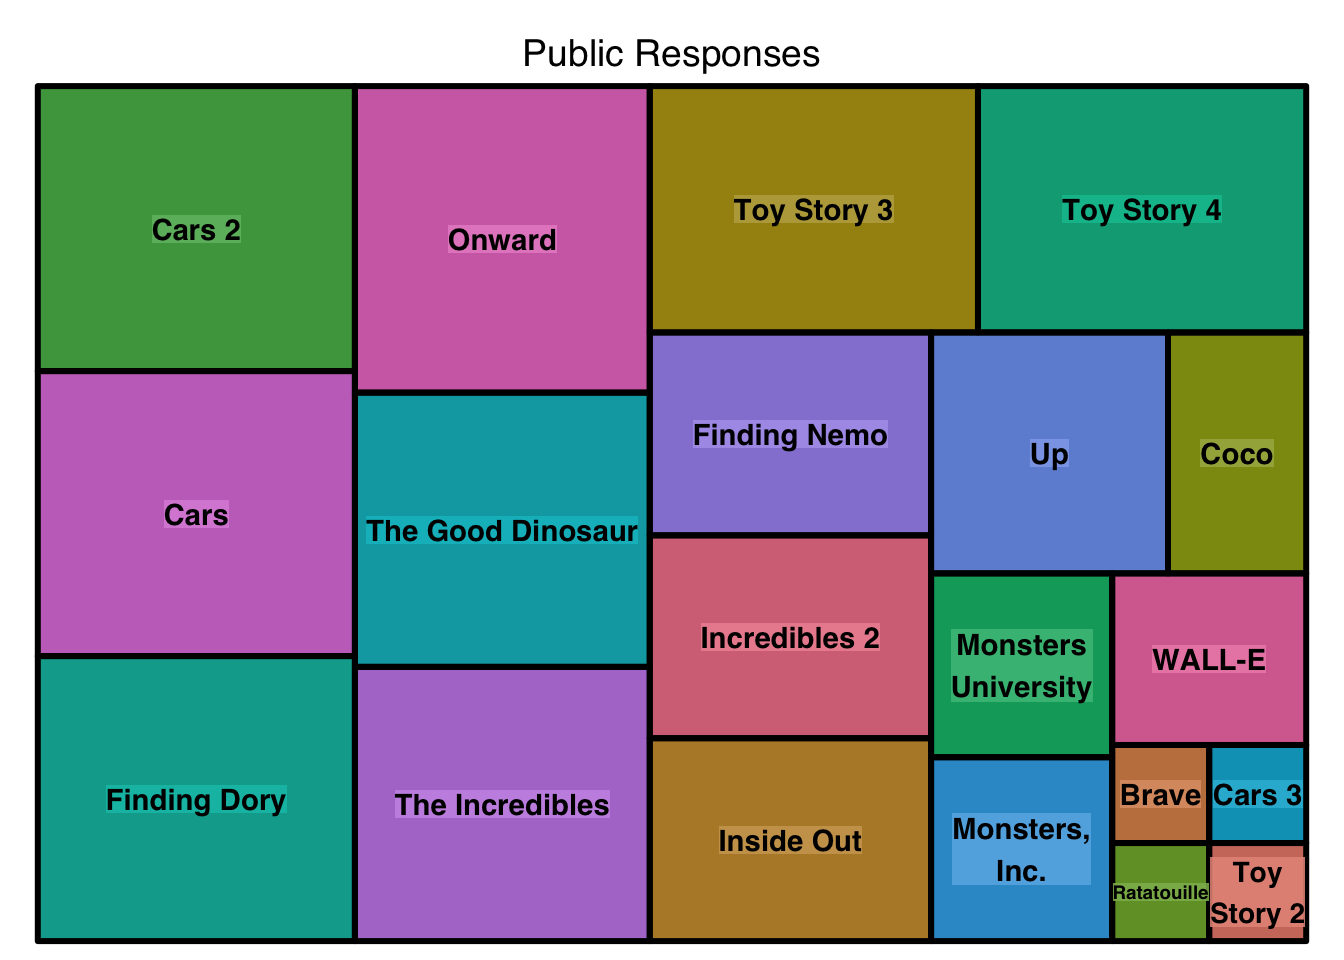 Public Responses
Cars 2
Onward
Toy Story 3
Toy Story 4
Cars
The Good Dinosaur
Finding Nemo
Up
Coco
Finding Dory
The Incredibles
Incredibles 2
Inside Out
Monsters
University
WALL-E
Monsters,
Inc.
Brave
Cars 3
Ratatouille
Toy
Story 2